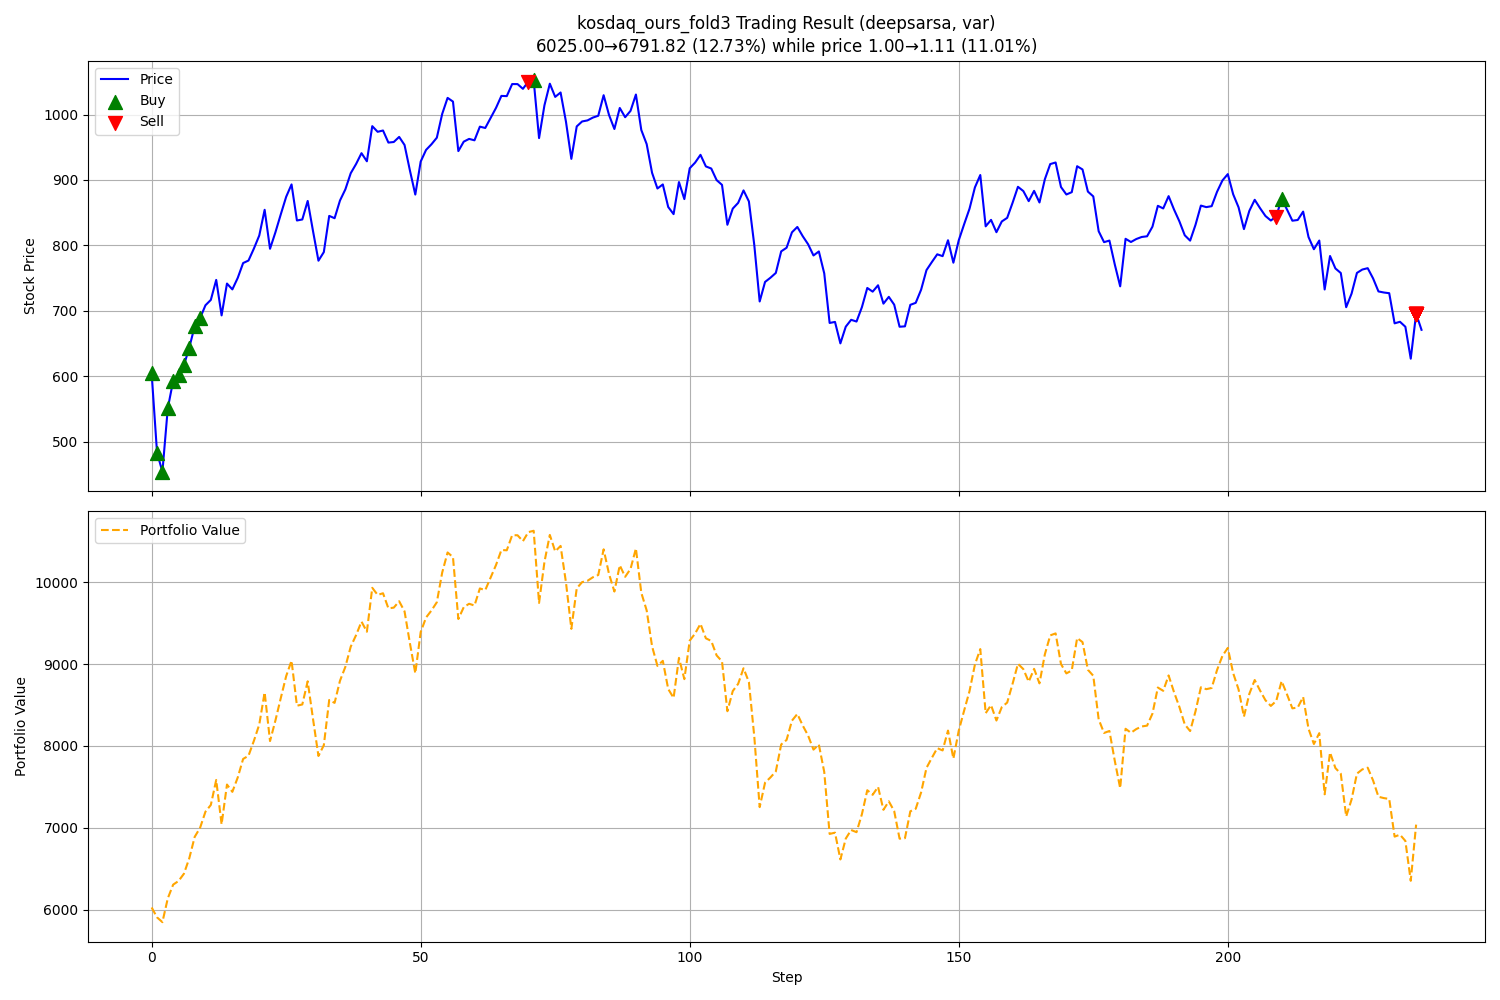 kosdaq_ours_fold3 Trading Result (deepsarsa, var)
6025.00→6791.82 (12.73%) while price 1.00→1.11 (11.01%)
Price
Buy
Sell
Stock Price
1000
900
800
700
600
500
Portfolio Value
Portfolio Value
10000
9000
8000
7000
6000
0
50
100
150
200
Step